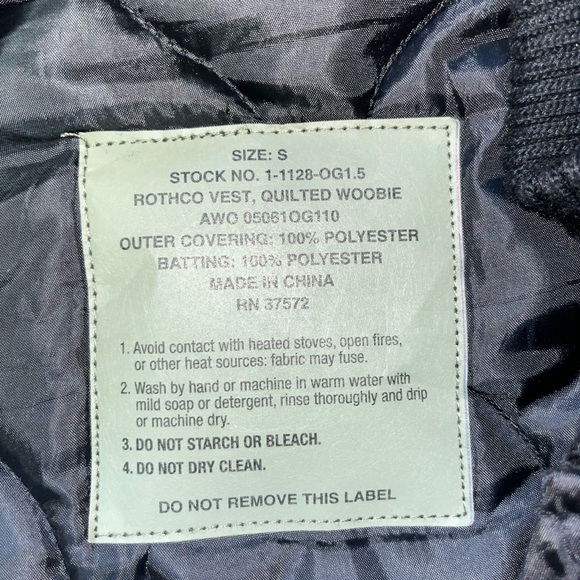 SIZE: S
STOCK NO. 1-1128-OG1.5
ROTHCO VEST, QUILTED WOOBIE
AWO 05061OG110
OUTER COVERING: 100% POLYESTER
BATTING: 100% POLYESTER
MADE IN CHINA
RN 37572
1. Avoid contact with heated stoves, open fires,
or other heat sources: fabric may fuse.
2. Wash by hand or machine in warm water with
mild soap or detergent, rinse thoroughly and drip
or machine dry.
3. DO NOT STARCH OR BLEACH.
4. DO NOT DRY CLEAN.
DO NOT REMOVE THIS LABEL